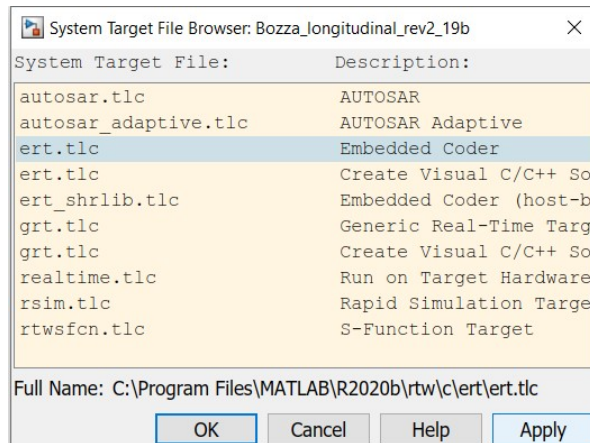 System Target File Browser: Bozza_longitudinal_rev2_19b
System Target File: Description:
autosar.tlc AUTOSAR
autosar_adaptive.tlc AUTOSAR Adaptive
ert.tlc Embedded Coder
ert.tlc Create Visual C/C++ So
ert_shrlib.tlc Embedded Coder (host-b
grt.tlc Generic Real-Time Targ
grt.tlc Create Visual C/C++ So
realtime.tlc Run on Target Hardware
rsim.tlc Rapid Simulation Targe
rtwsfcn.tlc S-Function Target
Full Name: C:\Program Files\MATLAB\R2020b\rtw\c\ert\ert.tlc
OK Cancel Help Apply